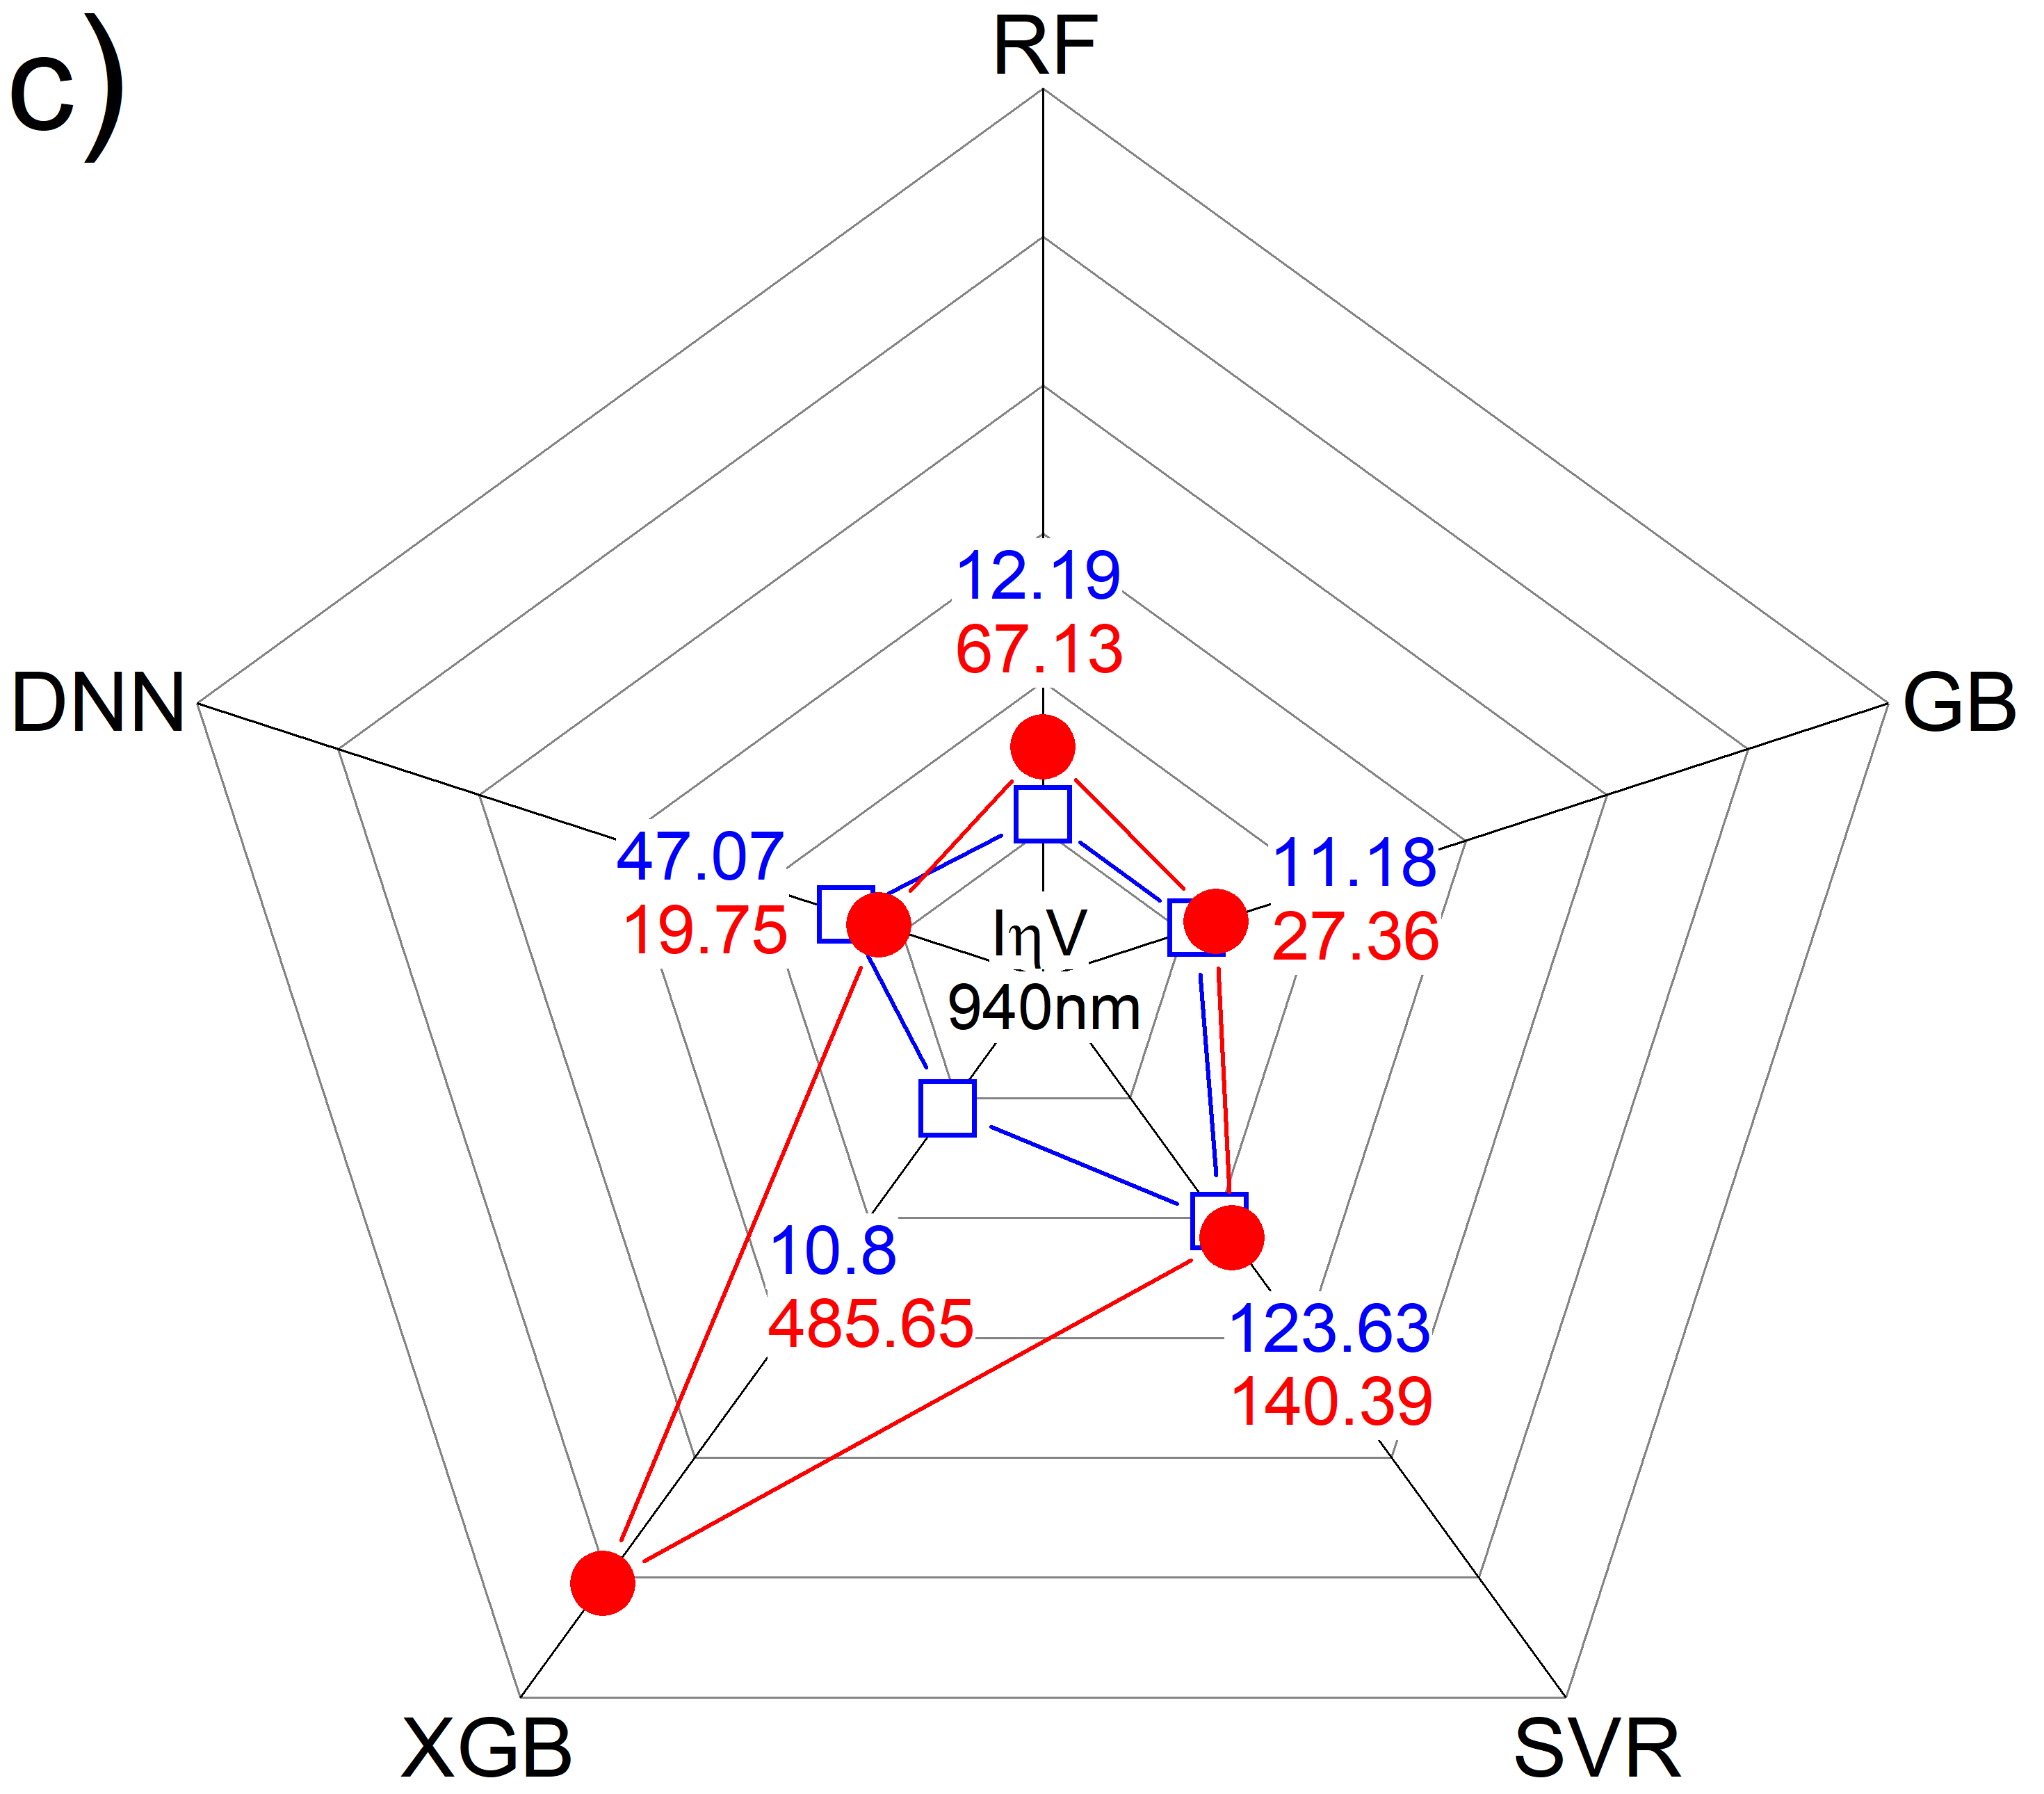 c)
RF
12.19
67.13
DNN
GB
47.07
19.75
11.18
27.36
IηV
940nm
10.8
485.65
123.63
140.39
XGB
SVR